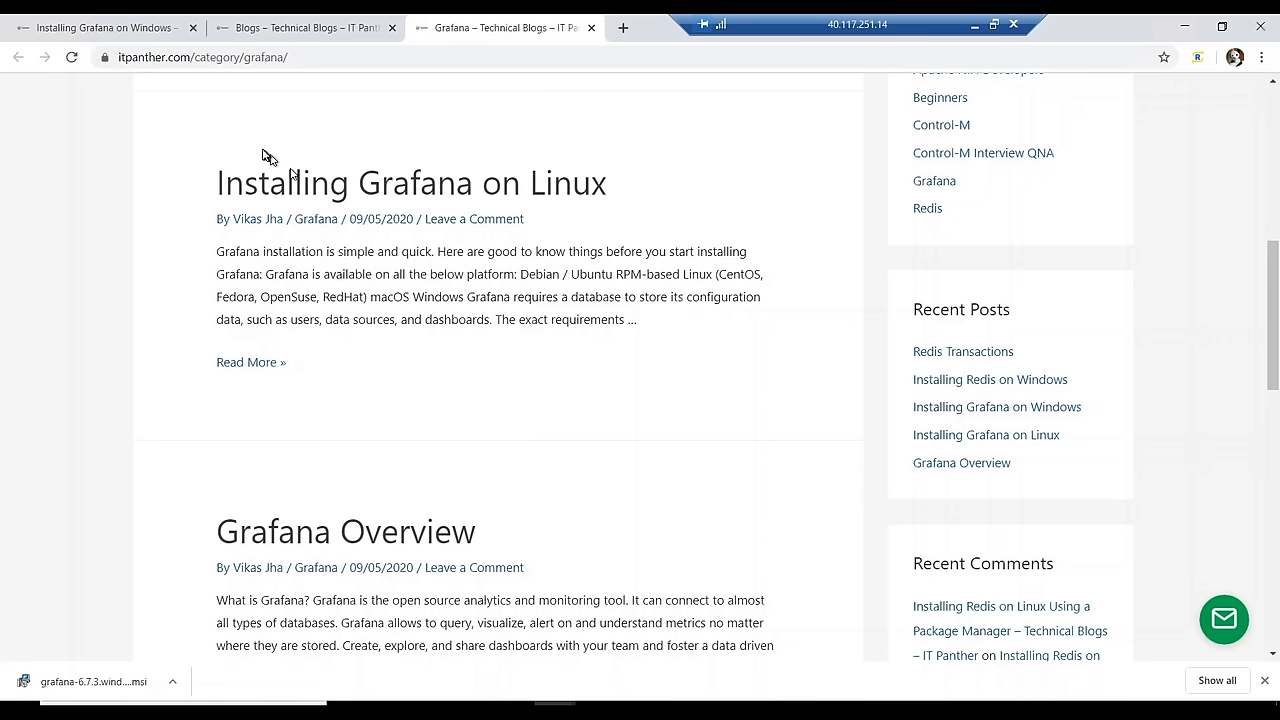 Installing Grafana on Windows –
Blogs – Technical Blogs – IT Pant
Grafana – Technical Blogs – IT Pa
40.117.251.14
itpanther.com/category/grafana/
Beginners
Control-M
Control-M Interview QNA
Grafana
Redis
Installing Grafana on Linux
By Vikas Jha / Grafana / 09/05/2020 / Leave a Comment
Grafana installation is simple and quick. Here are good to know things before you start installing
Grafana: Grafana is available on all the below platform: Debian / Ubuntu RPM-based Linux (CentOS,
Fedora, OpenSuse, RedHat) macOS Windows Grafana requires a database to store its configuration
data, such as users, data sources, and dashboards. The exact requirements ...
Read More »
Recent Posts
Redis Transactions
Installing Redis on Windows
Installing Grafana on Windows
Installing Grafana on Linux
Grafana Overview
Grafana Overview
By Vikas Jha / Grafana / 09/05/2020 / Leave a Comment
What is Grafana? Grafana is the open source analytics and monitoring tool. It can connect to almost
all types of databases. Grafana allows to query, visualize, alert on and understand metrics no matter
where they are stored. Create, explore, and share dashboards with your team and foster a data driven
Recent Comments
Installing Redis on Linux Using a
Package Manager – Technical Blogs
– IT Panther on Installing Redis on
grafana-6.7.3.wind....msi
Show all